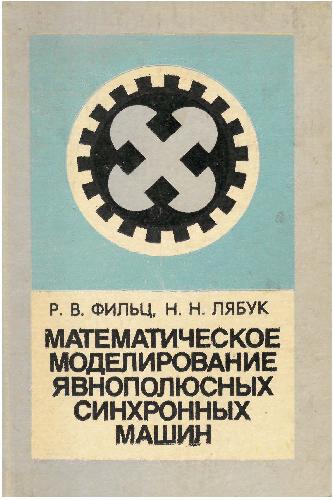 Р. В. ФИЛЬЦ, Н. Н. ЛЯБУК
МАТЕМАТИЧЕСКОЕ
МОДЕЛИРОВАНИЕ
ЯВНОПОЛЮСНЫХ
СИНХРОННЫХ
МАШИН